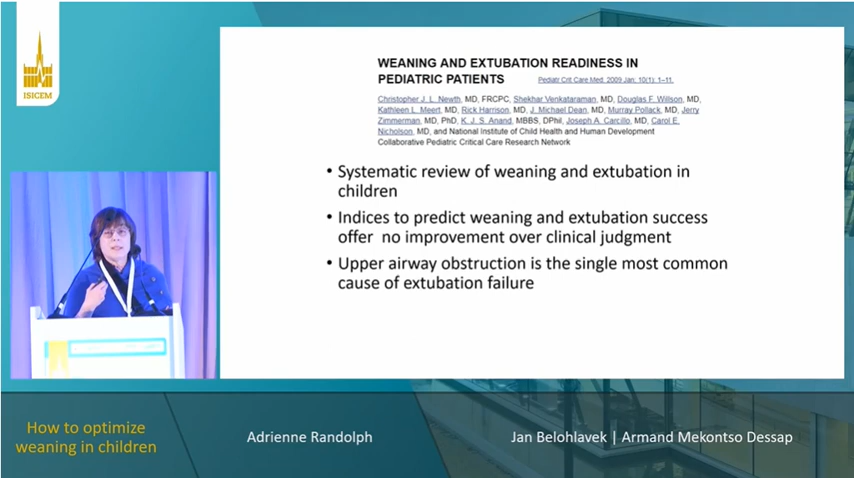 ISICEM
WEANING AND EXTUBATION READINESS IN
PEDIATRIC PATIENTS
Pediatr Crit Care Med. 2009 Jan; 10(1): 1–11.
Christopher J. L. Newth, MD, FRCPC, Shekhar Venkataraman, MD, Douglas F. Willson, MD,
Kathleen L. Meert, MD, Rick Harrison, MD, J. Michael Dean, MD, Murray Pollack, MD, Jerry
Zimmerman, MD, PhD, K. J. S. Anand, MBBS, DPhil, Joseph A. Carcillo, MD, Carol E.
Nicholson, MD, and National Institute of Child Health and Human Development
Collaborative Pediatric Critical Care Research Network
• Systematic review of weaning and extubation in
children
• Indices to predict weaning and extubation success
offer no improvement over clinical judgment
• Upper airway obstruction is the single most common
cause of extubation failure
How to optimize
weaning in children
Adrienne Randolph
Jan Belohlavek | Armand Mekontso Dessap